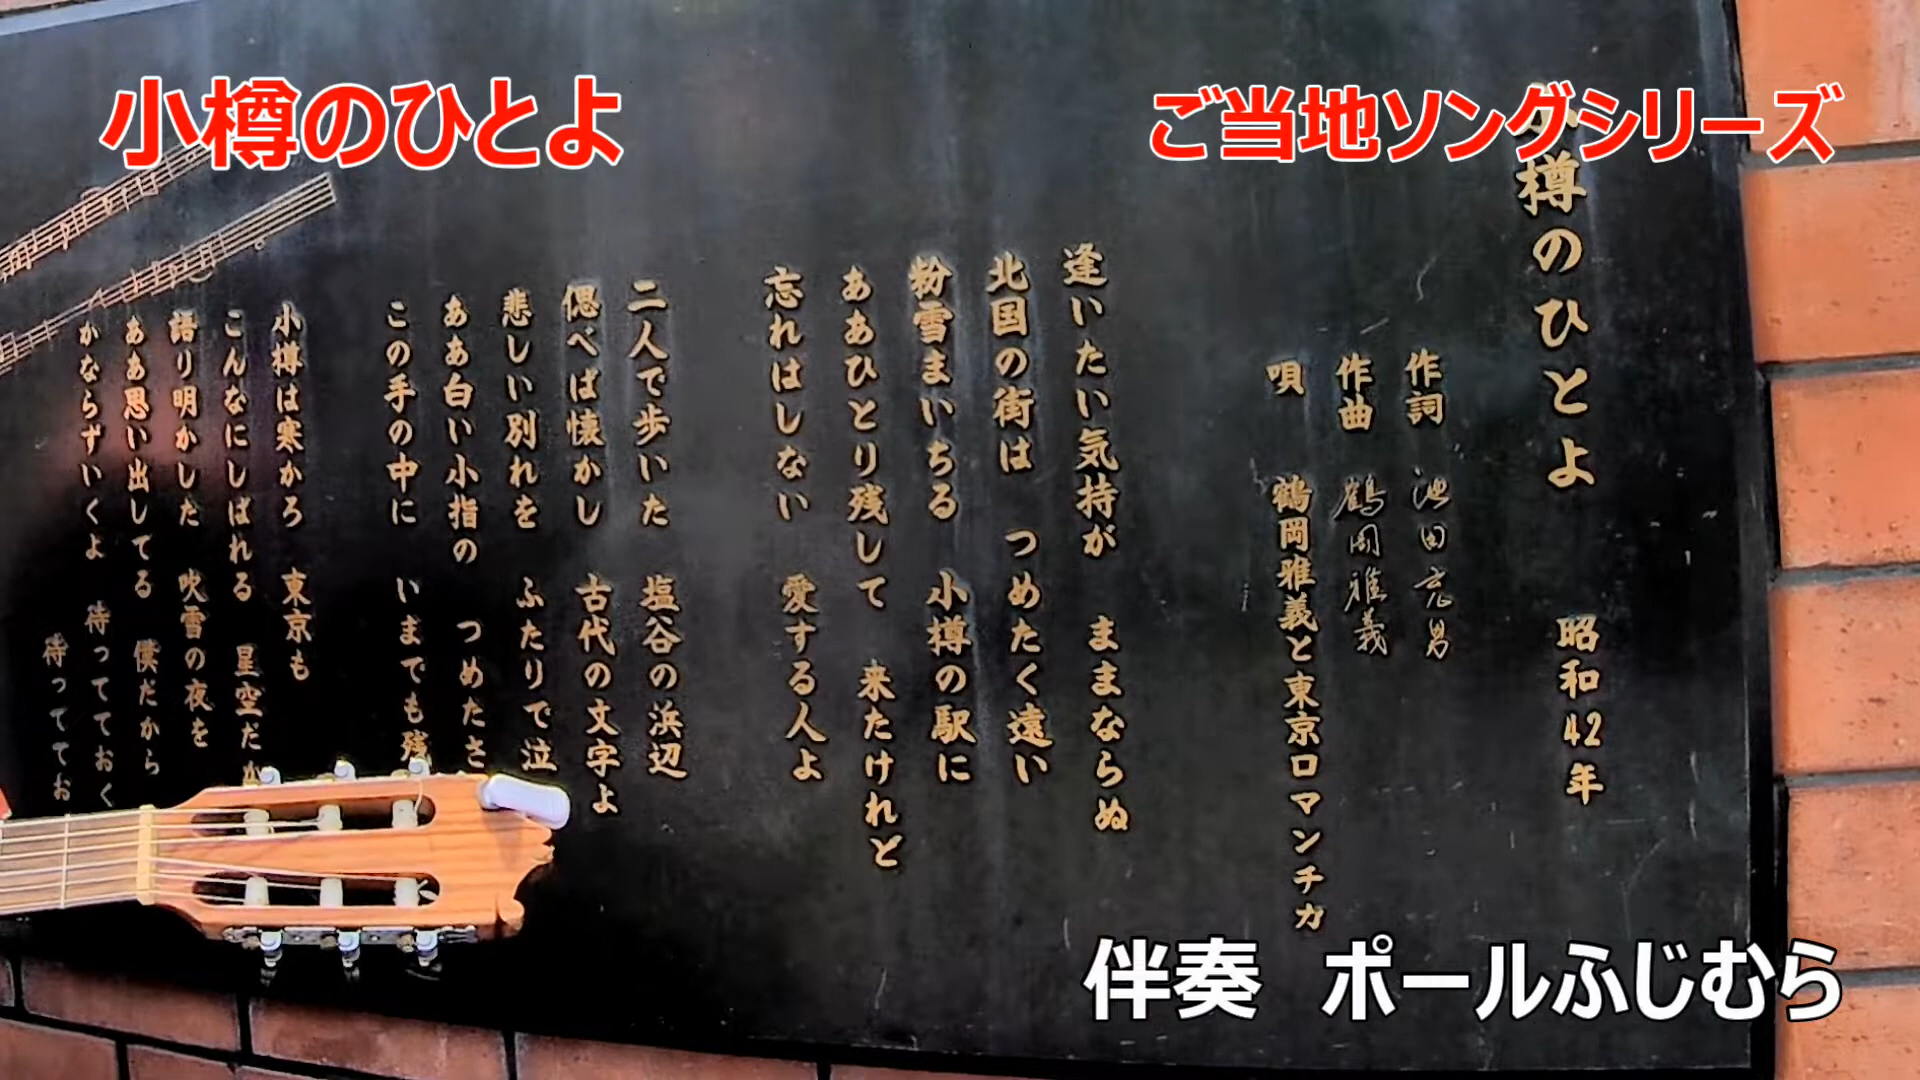 小樽のひとよ
ご当地ソングシリーズ
小樽のひとよ 昭和42年
作詞 池田充男
作曲 鶴岡雅義
唄 鶴岡雅義と東京ロマンチカ
逢いたい気持が ままならぬ
北国の街は つめたく遠い
粉雪まいちる 小樽の駅に
ああひとり残して 来たけれど
忘れはしない 愛する人よ
二人で歩いた 塩谷の浜辺
偲べば懐かし 古代の文字よ
悲しい別れを ふたりで泣
ああ白い小指の つめたさ
この手の中に いまでも残
小樽は寒かろ 東京も
こんなにしばれる 星空だか
語り明かした 吹雪の夜を
ああ思い出してる 僕だから
かならずいくよ 待っておく
待っててお
伴奏 ポールふじむら